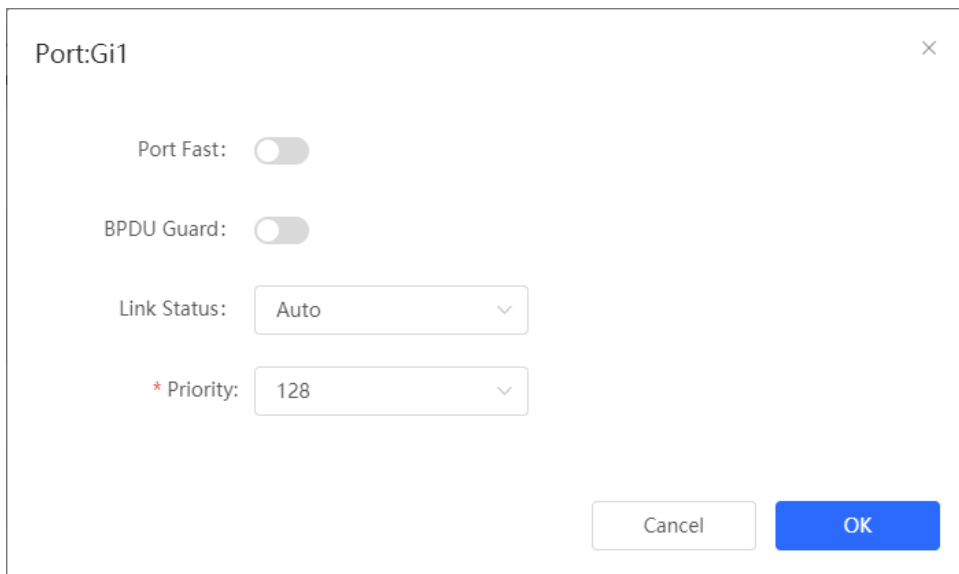 Port:Gi1
Port Fast:
BPDU Guard:
Link Status: Auto
* Priority: 128
Cancel OK